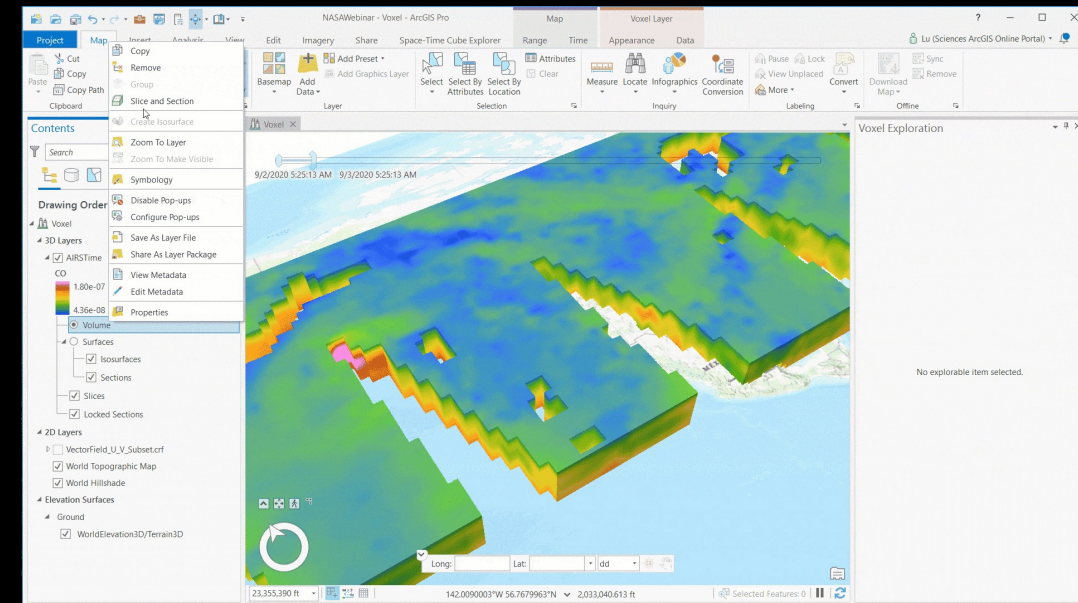 NASAWebinar - Voxel - ArcGIS Pro
Map
Voxel Layer
?
Project
Map
Insert
Analysis
View
Edit
Imagery
Share
Space-Time Cube Explorer
Range
Time
Appearance
Data
Lu (Sciences ArcGIS Online Portal)
Paste
Cut
Copy
Copy Path
Clipboard
Basemap
Add Data
Add Preset
Add Graphics Layer
Layer
Select
Select By Attributes
Select By Location
Attributes
Clear
Selection
Measure
Locate
Infographics
Coordinate Conversion
Inquiry
Pause
Lock
View Unplaced
More
Convert
Labeling
Download Map
Sync
Remove
Offline
Copy
Remove
Group
Slice and Section
Create Isosurface
Zoom To Layer
Zoom To Make Visible
Symbology
Disable Pop-ups
Configure Pop-ups
Save As Layer File
Share As Layer Package
View Metadata
Edit Metadata
Properties
Contents
Search
Drawing Order
Voxel
3D Layers
AIRSTime
CO
1.80e-07
4.36e-08
Volume
Surfaces
Isosurfaces
Sections
Slices
Locked Sections
2D Layers
VectorField_U_V_Subset.crf
World Topographic Map
World Hillshade
Elevation Surfaces
Ground
WorldElevation3D/Terrain3D
Voxel
9/2/2020 5:25:13 AM
9/3/2020 5:25:13 AM
Long:
Lat:
dd
23,355,390 ft
142.0090003°W 56.7679963°N
2,033,040.613 ft
Selected Features: 0
Voxel Exploration
No explorable item selected.